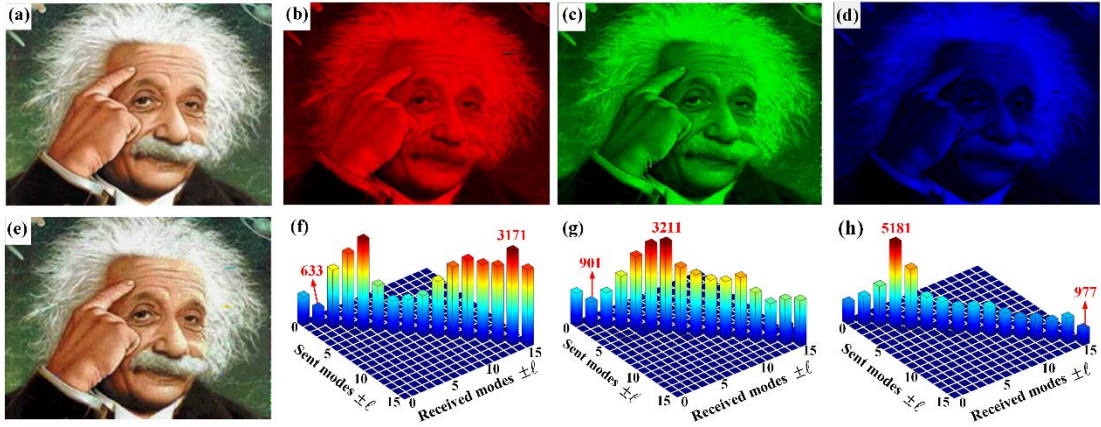 (a)
(b)
(c)
(d)
(e)
(f)
633
3171
0
5
10
15
0
5
10
15
Sent modes ±ℓ
Received modes ±ℓ
(g)
901
3211
0
5
10
15
0
5
10
15
Sent modes ±ℓ
Received modes ±ℓ
(h)
5181
977
0
5
10
15
0
5
10
15
Sent modes ±ℓ
Received modes ±ℓ